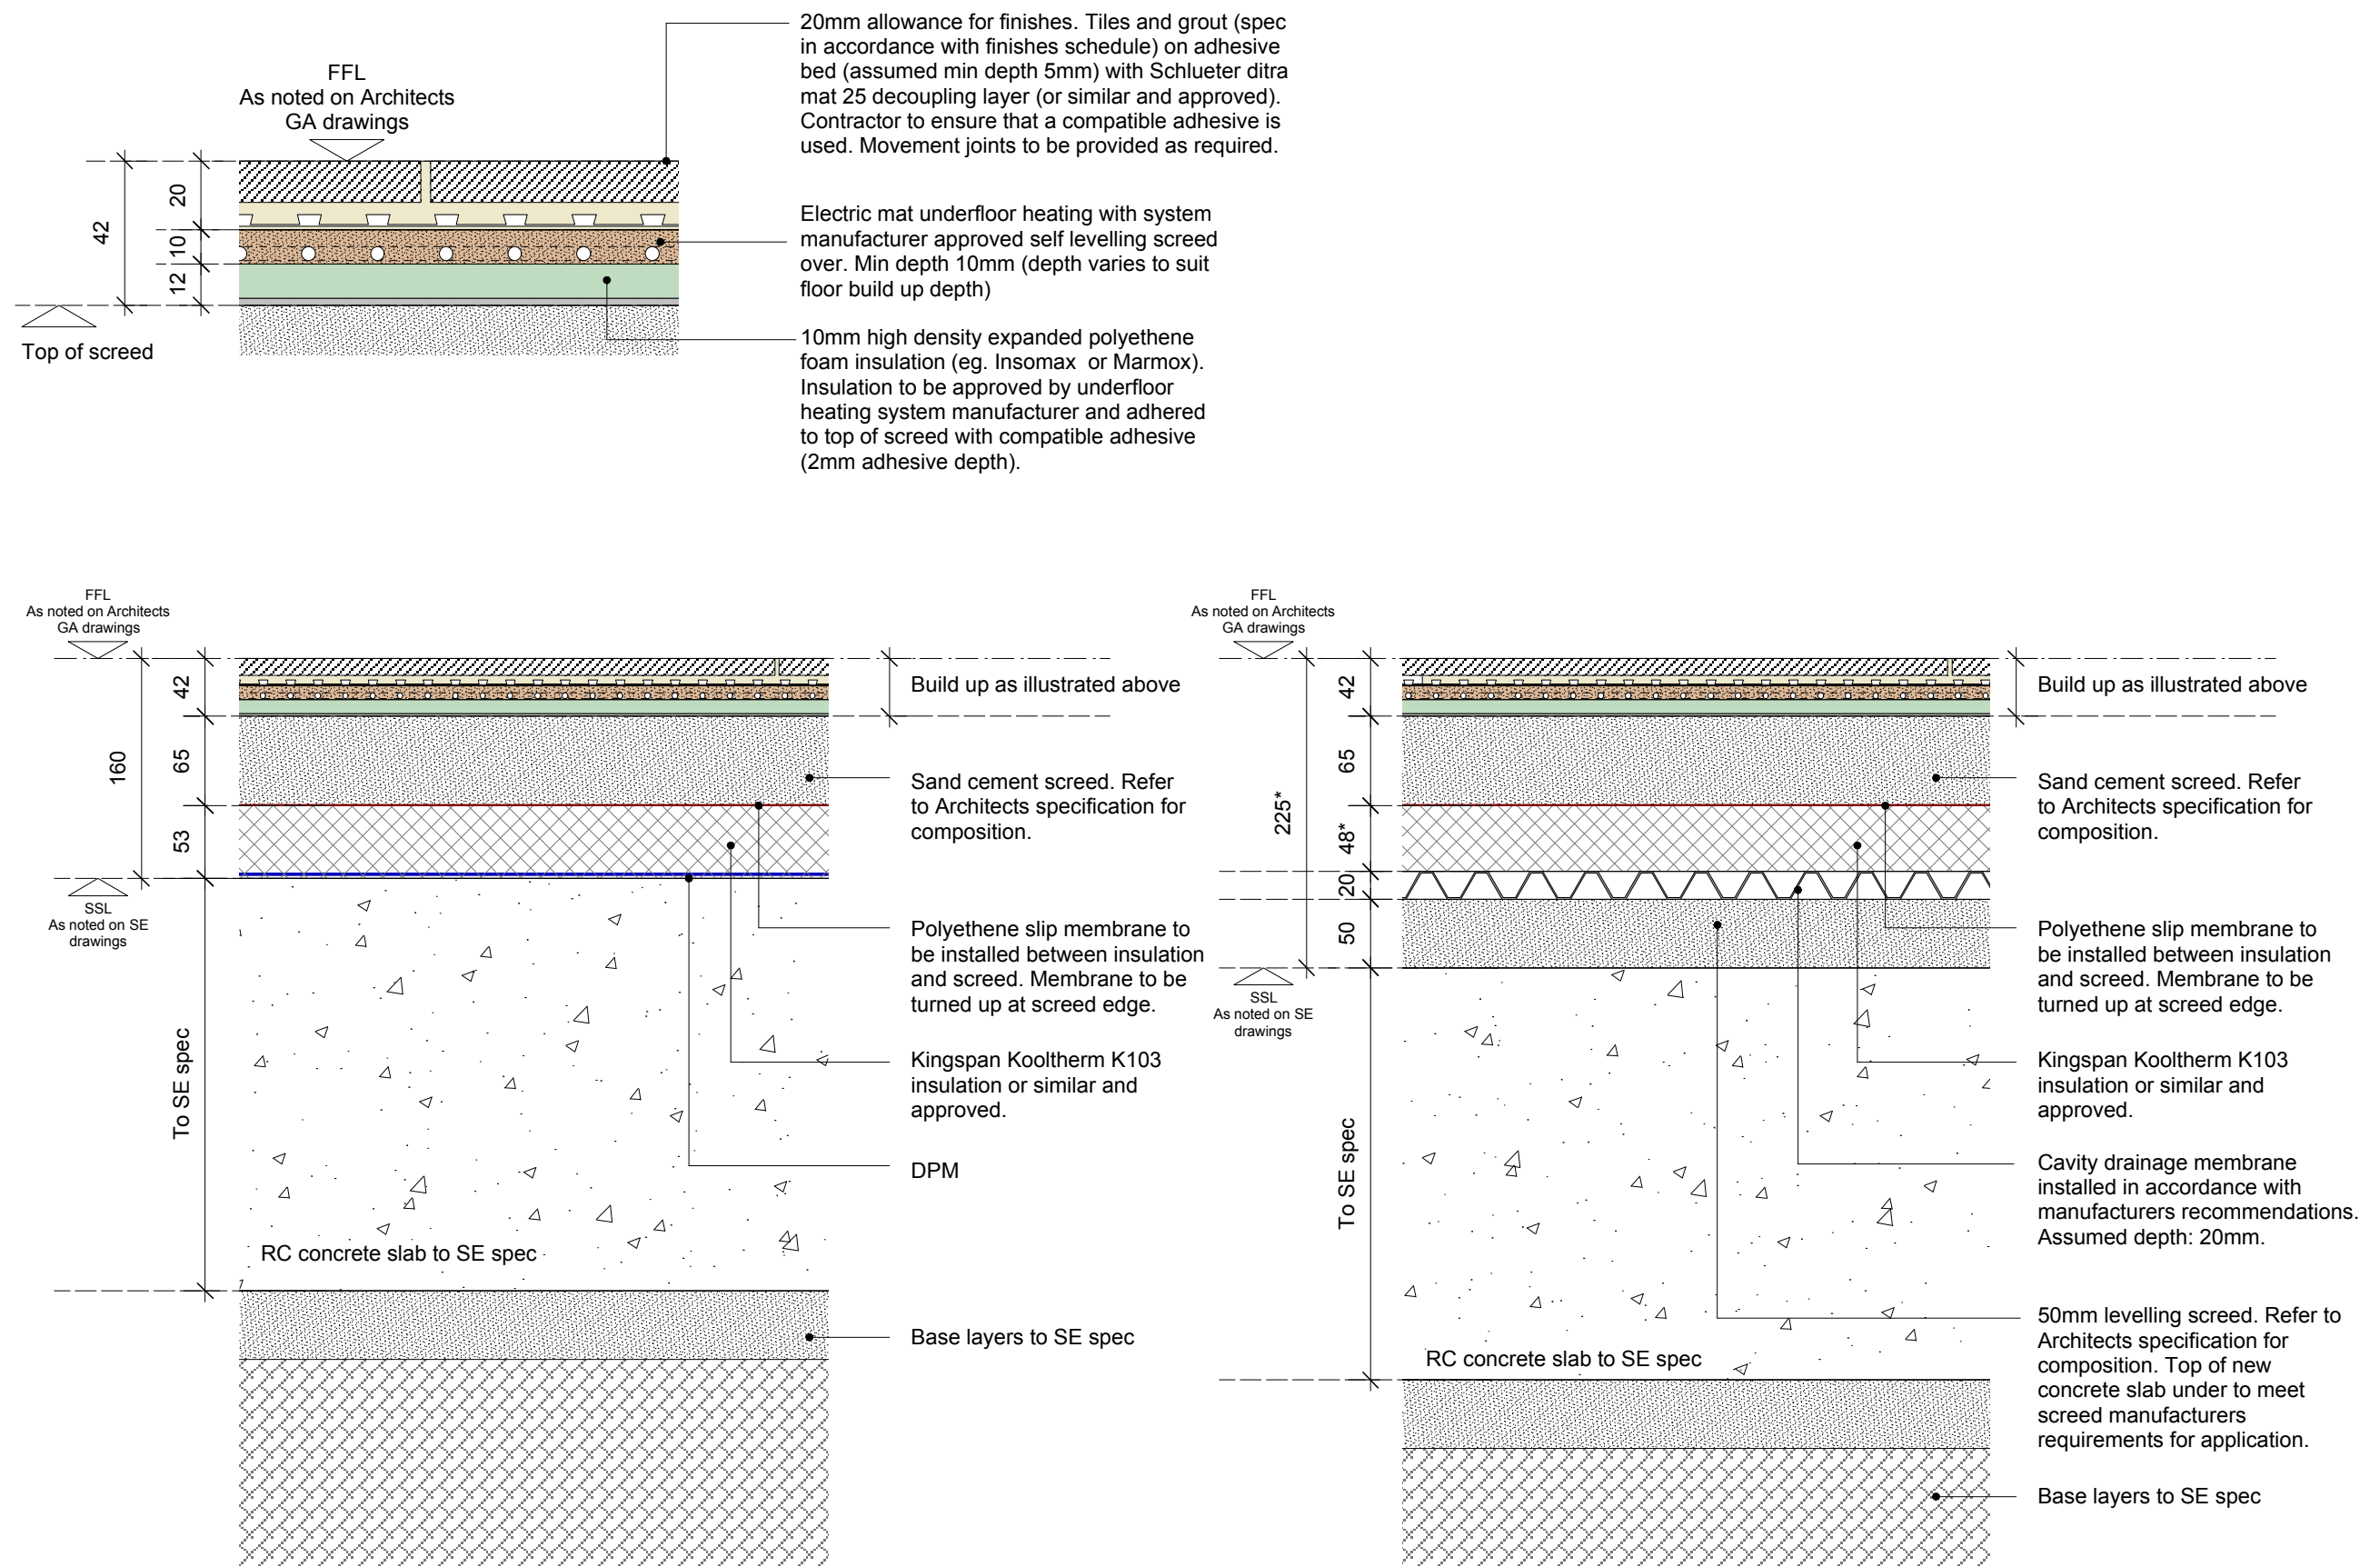 20mm allowance for finishes. Tiles and grout (spec
in accordance with finishes schedule) on adhesive
bed (assumed min depth 5mm) with Schlueter ditra
mat 25 decoupling layer (or similar and approved).
Contractor to ensure that a compatible adhesive is
used. Movement joints to be provided as required.
FFL
As noted on Architects
GA drawings
42
20
10
12
Top of screed
Electric mat underfloor heating with system
manufacturer approved self levelling screed
over. Min depth 10mm (depth varies to suit
floor build up depth)
10mm high density expanded polyethene
foam insulation (eg. Insomax or Marmox).
Insulation to be approved by underfloor
heating system manufacturer and adhered
to top of screed with compatible adhesive
(2mm adhesive depth).
FFL
As noted on Architects
GA drawings
160
42
65
53
SSL
As noted on SE
drawings
To SE spec
Build up as illustrated above
Sand cement screed. Refer
to Architects specification for
composition.
Polyethene slip membrane to
be installed between insulation
and screed. Membrane to be
turned up at screed edge.
Kingspan Kooltherm K103
insulation or similar and
approved.
DPM
RC concrete slab to SE spec
Base layers to SE spec
FFL
As noted on Architects
GA drawings
225*
42
65
48*
20
50
SSL
As noted on SE
drawings
To SE spec
Build up as illustrated above
Sand cement screed. Refer
to Architects specification for
composition.
Polyethene slip membrane to
be installed between insulation
and screed. Membrane to be
turned up at screed edge.
Kingspan Kooltherm K103
insulation or similar and
approved.
Cavity drainage membrane
installed in accordance with
manufacturers recommendations.
Assumed depth: 20mm.
50mm levelling screed. Refer to
Architects specification for
composition. Top of new
concrete slab under to meet
screed manufacturers
requirements for application.
RC concrete slab to SE spec
Base layers to SE spec